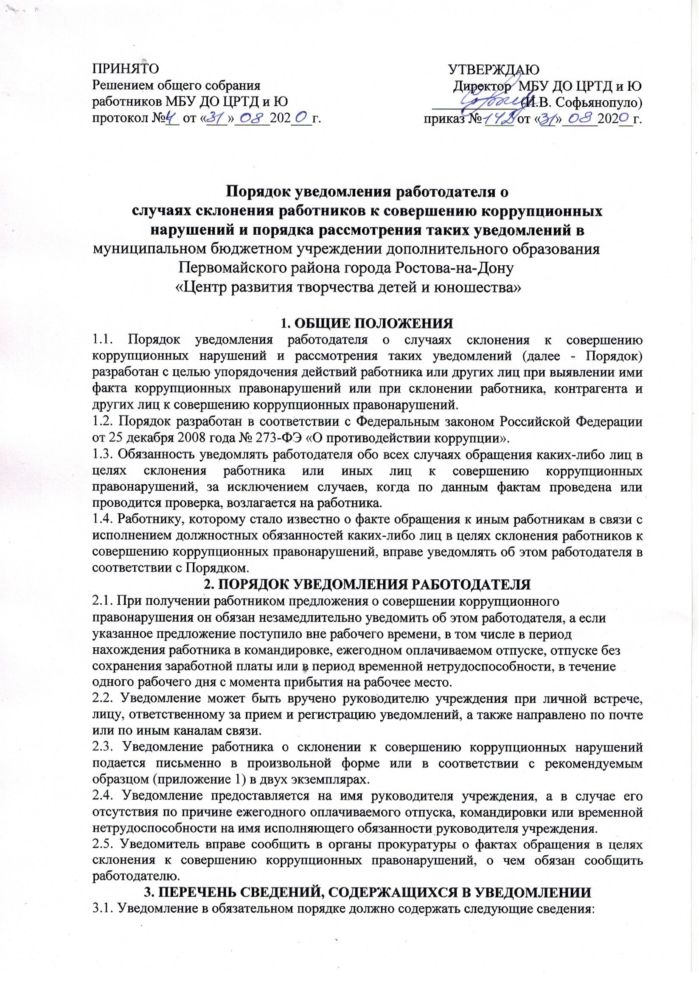 ПРИНЯТО
Решением общего собрания
работников МБУ ДО ЦРТД и Ю
протокол №4 от «31» 08 2020 г.
УТВЕРЖДАЮ
Директор МБУ ДО ЦРТД и Ю
(И.В. Софьянопуло)
приказ № от «31» 08 2020 г.
Порядок уведомления работодателя о
случаях склонения работников к совершению коррупционных
нарушений и порядка рассмотрения таких уведомлений в
муниципальном бюджетном учреждении дополнительного образования
Первомайского района города Ростова-на-Дону
«Центр развития творчества детей и юношества»
1. ОБЩИЕ ПОЛОЖЕНИЯ
1.1. Порядок уведомления работодателя о случаях склонения к совершению
коррупционных нарушений и рассмотрения таких уведомлений (далее - Порядок)
разработан с целью упорядочения действий работника или других лиц при выявлении ими
факта коррупционных правонарушений или при склонении работника, контрагента и
других лиц к совершению коррупционных правонарушений.
1.2. Порядок разработан в соответствии с Федеральным законом Российской Федерации
от 25 декабря 2008 года № 273-ФЭ «О противодействии коррупции».
1.3. Обязанность уведомлять работодателя обо всех случаях обращения каких-либо лиц в
целях склонения работника или иных лиц к совершению коррупционных
правонарушений, за исключением случаев, когда по данным фактам проведена или
проводится проверка, возлагается на работника.
1.4. Работнику, которому стало известно о факте обращения к иным работникам в связи с
исполнением должностных обязанностей каких-либо лиц в целях склонения работников к
совершению коррупционных правонарушений, вправе уведомлять об этом работодателя в
соответствии с Порядком.
2. ПОРЯДОК УВЕДОМЛЕНИЯ РАБОТОДАТЕЛЯ
2.1. При получении работником предложения о совершении коррупционного
правонарушения он обязан незамедлительно уведомить об этом работодателя, а если
указанное предложение поступило вне рабочего времени, в том числе в период
нахождения работника в командировке, ежегодном оплачиваемом отпуске, отпуске без
сохранения заработной платы или в период временной нетрудоспособности, в течение
одного рабочего дня с момента прибытия на рабочее место.
2.2. Уведомление может быть вручено руководителю учреждения при личной встрече,
лицу, ответственному за прием и регистрацию уведомлений, а также направлено по почте
или по иным каналам связи.
2.3. Уведомление работника о склонении к совершению коррупционных нарушений
подается письменно в произвольной форме или в соответствии с рекомендуемым
образцом (приложение 1) в двух экземплярах.
2.4. Уведомление предоставляется на имя руководителя учреждения, а в случае его
отсутствия по причине ежегодного оплачиваемого отпуска, командировки или временной
нетрудоспособности на имя исполняющего обязанности руководителя учреждения.
2.5. Уведомитель вправе сообщить в органы прокуратуры о фактах обращения в целях
склонения к совершению коррупционных правонарушений, о чем обязан сообщить
работодателю.
3. ПЕРЕЧЕНЬ СВЕДЕНИЙ, СОДЕРЖАЩИХСЯ В УВЕДОМЛЕНИИ
3.1. Уведомление в обязательном порядке должно содержать следующие сведения: